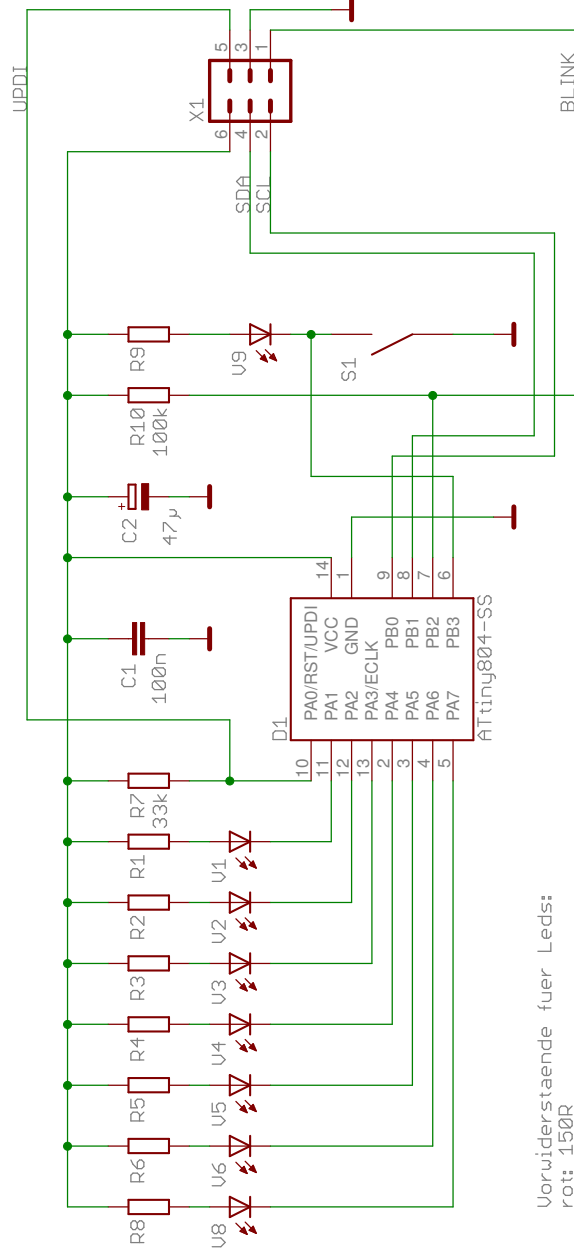 UPDI
BLINK
X1
5
3
1
6
4
2
SDA
SCL
R9
V9
S1
R10
100k
C2
+
47µ
C1
100n
D1
ATtiny804-SS
PA0/RST/UPDI
PA1
PA2
PA3/ECLK
PA4
PA5
PA6
PA7
VCC
GND
PB0
PB1
PB2
PB3
14
1
9
8
7
6
10
11
12
13
2
3
4
5
R7
33k
R1
V1
R2
V2
R3
V3
R4
V4
R5
V5
R6
V6
R8
V8
Vorwiderstaende fuer Leds:
rot: 150R